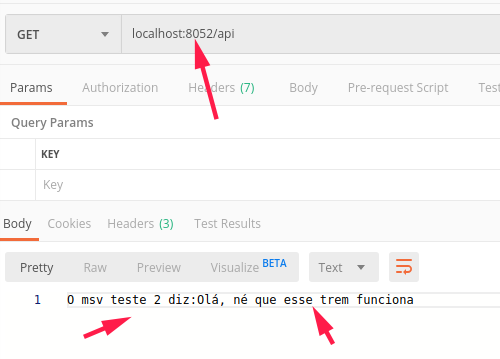 GET localhost:8052/api
Params Authorization Headers (7) Body Pre-request Script Test
Query Params
KEY
Key
Body Cookies Headers (3) Test Results
Pretty Raw Preview Visualize BETA Text
1 O msv teste 2 diz:Olá, né que esse trem funciona